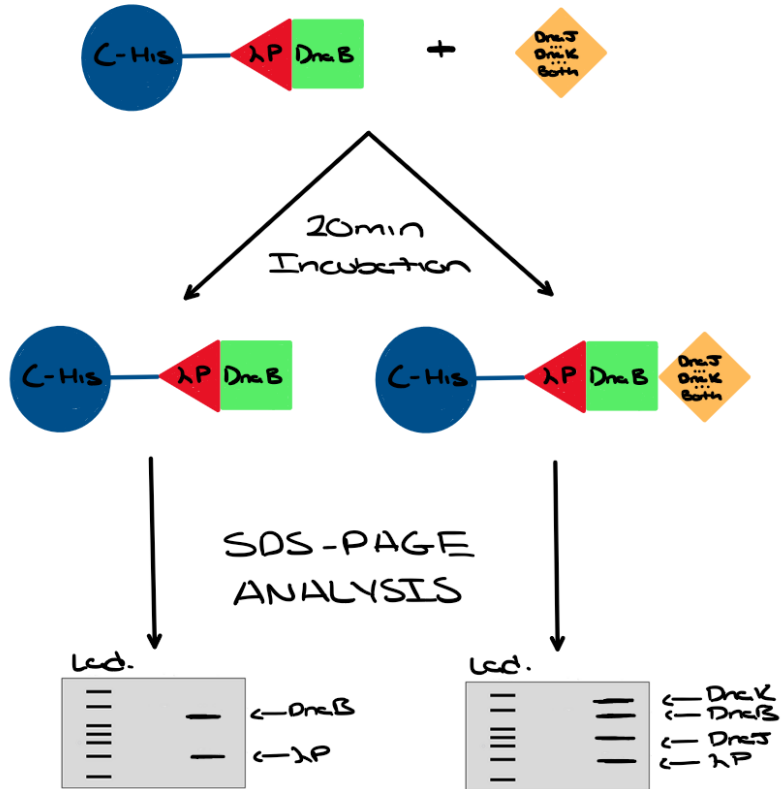 C-His
λP
DnaB
+
DnaJ
...
DnaK
...
Both
20min
Incubation
C-His
λP
DnaB
C-His
λP
DnaB
DnaJ
...
DnaK
...
Both
SDS-PAGE
ANALYSIS
Lad.
DnaB
λP
Lad.
DnaK
DnaB
DnaJ
λP